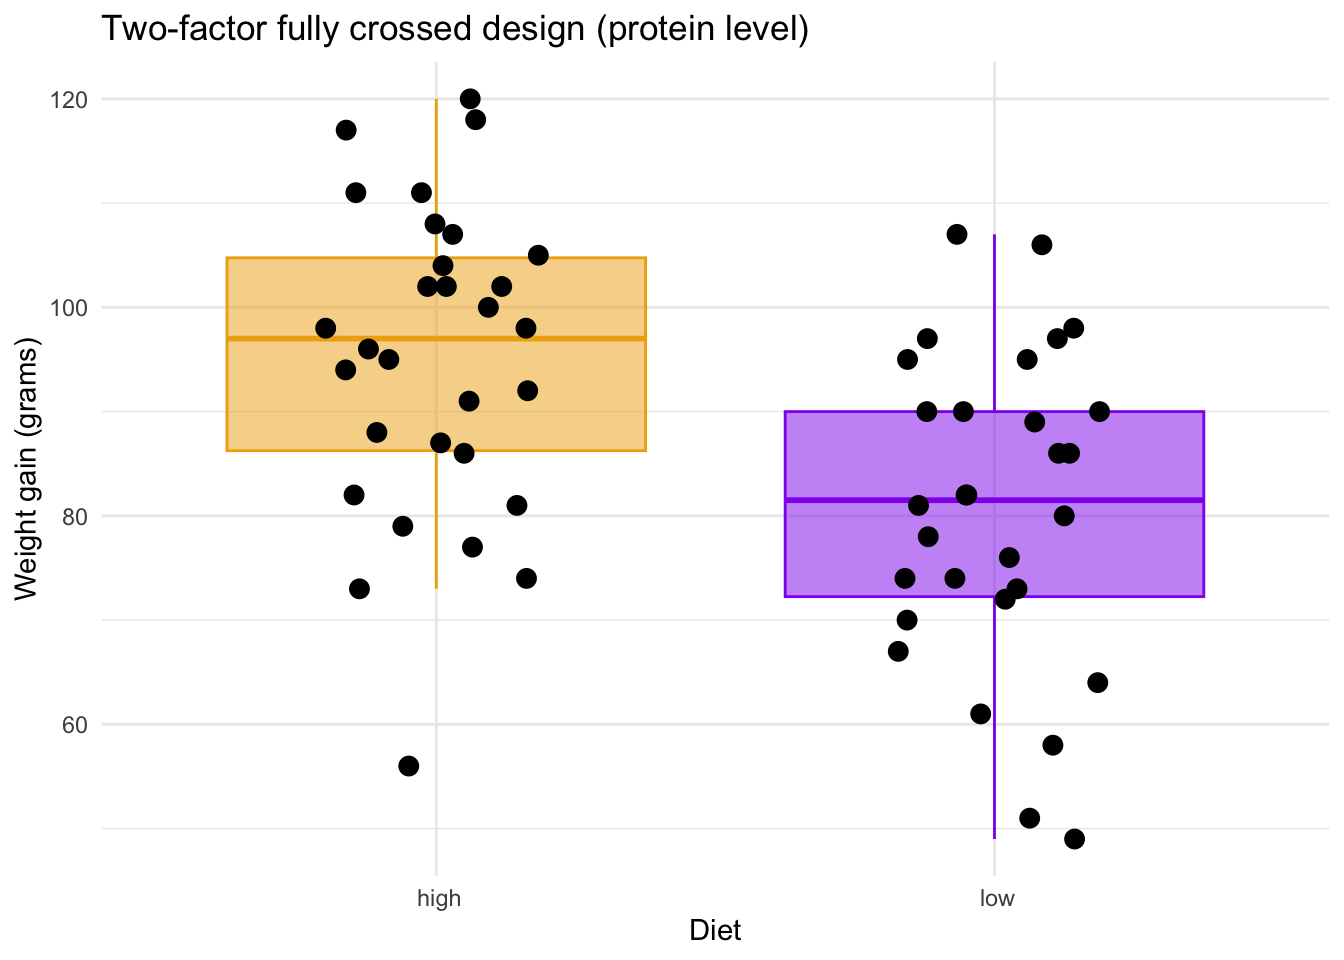 Two-factor fully crossed design (protein level)
Weight gain (grams)
120
100
80
60
high
low
Diet